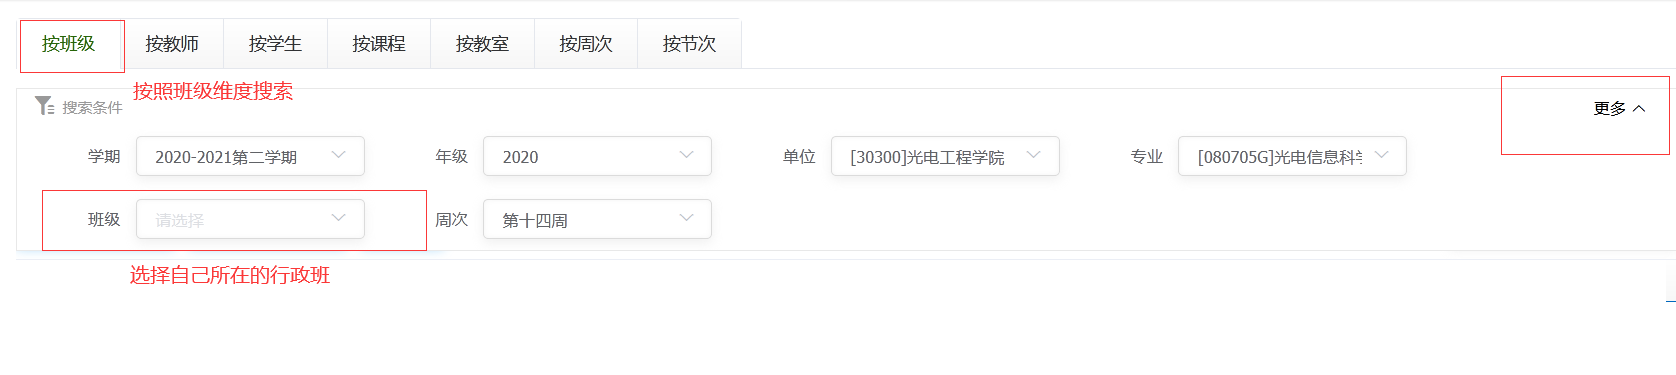 按班级 按教师 按学生 按课程 按教室 按周次 按节次
按照班级维度搜索
搜索条件 更多
学期 2020-2021第二学期 年级 2020 单位 [30300]光电工程学院 专业 [080705G]光电信息科学
班级 请选择 周次 第十四周
选择自己所在的行政班